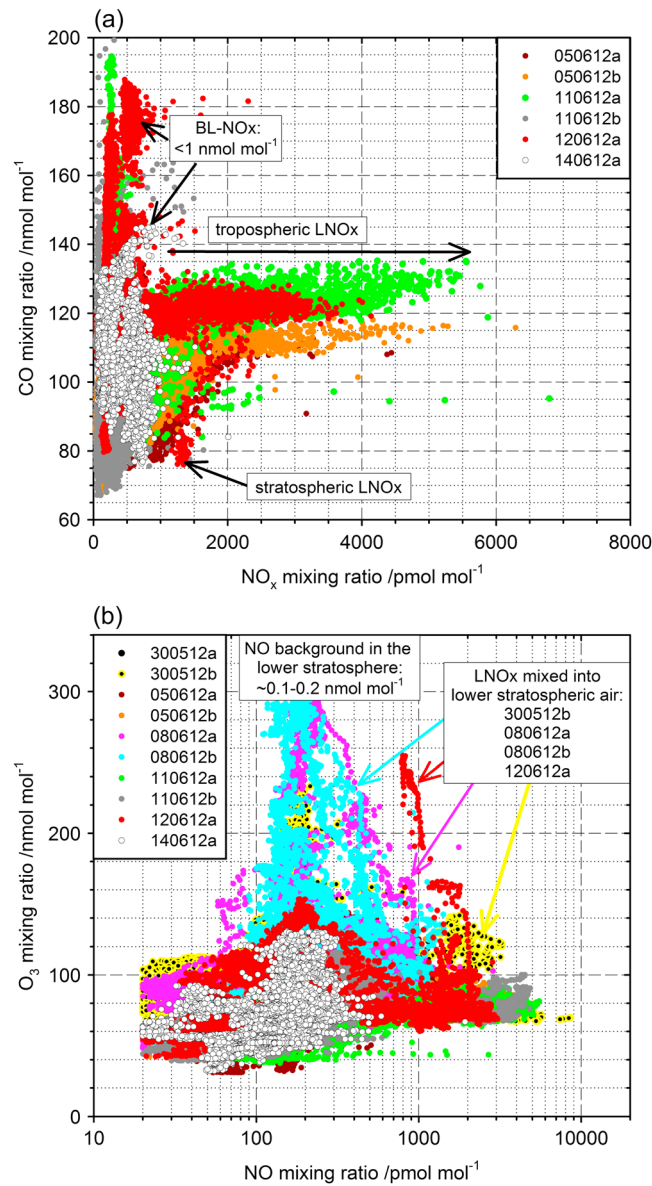 (a)
200
180
160
140
120
100
80
60
CO mixing ratio /nmol mol⁻¹
BL-NOx:
<1 nmol mol⁻¹
tropospheric LNOx
stratospheric LNOx
050612a
050612b
110612a
110612b
120612a
140612a
0
2000
4000
6000
8000
NOₓ mixing ratio /pmol mol⁻¹
(b)
300
200
100
0
O₃ mixing ratio /nmol mol⁻¹
300512a
300512b
050612a
050612b
080612a
080612b
110612a
110612b
120612a
140612a
NO background in the
lower stratosphere:
~0.1-0.2 nmol mol⁻¹
LNOx mixed into
lower stratospheric air:
300512b
080612a
080612b
120612a
10
100
1000
10000
NO mixing ratio /pmol mol⁻¹